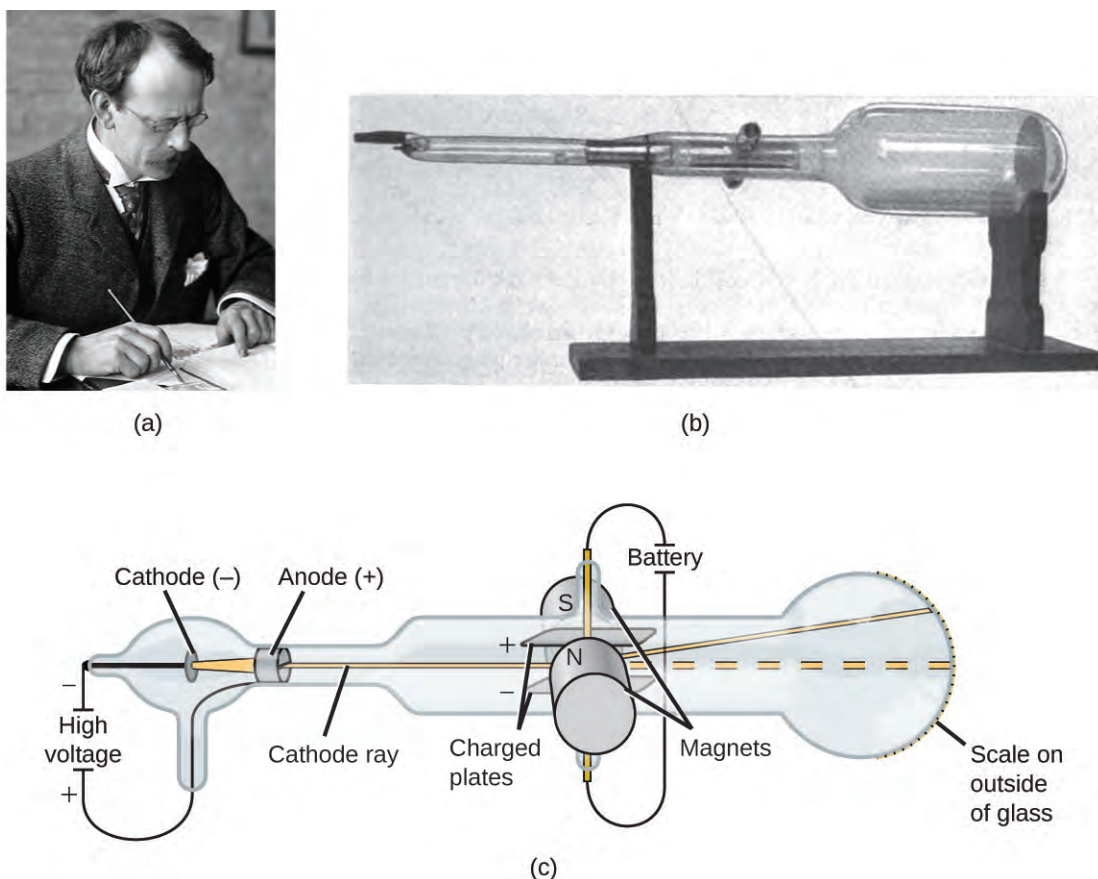 (a)
(b)
Cathode (–)
Anode (+)
S
Battery
+
N
–
–
High
voltage
+
Cathode ray
Charged
plates
Magnets
Scale on
outside
of glass
(c)